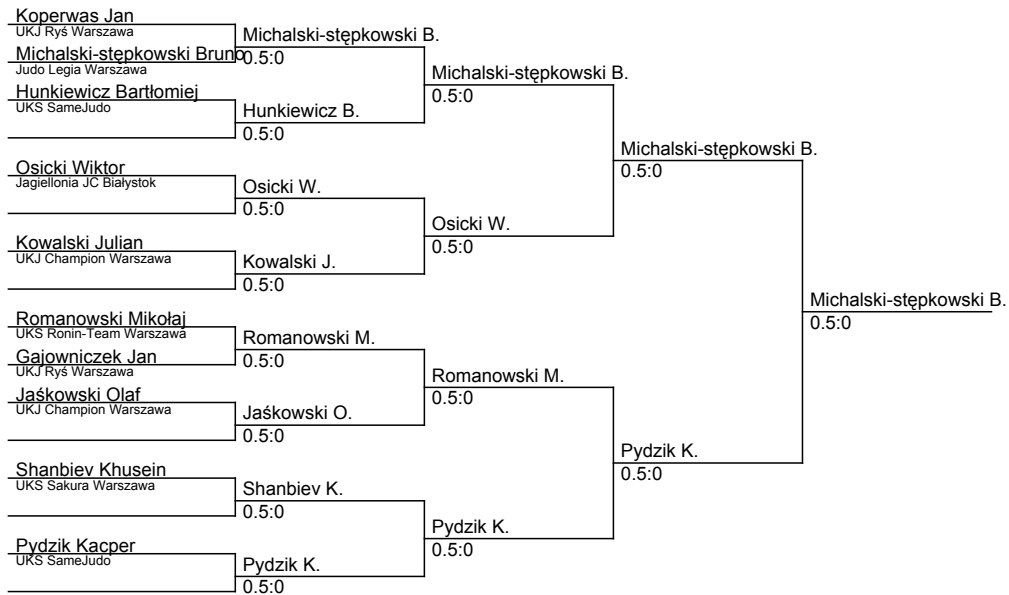 Koperwas Jan
UKJ Ryś Warszawa
Michalski-stępkowski Bruno
Judo Legia Warszawa
Hunkiewicz Bartłomiej
UKS SameJudo
Osicki Wiktor
Jagiellonia JC Białystok
Kowalski Julian
UKJ Champion Warszawa
Romanowski Mikołaj
UKS Ronin-Team Warszawa
Gajowniczek Jan
UKJ Ryś Warszawa
Jaśkowski Olaf
UKJ Champion Warszawa
Shanbiev Khusein
UKS Sakura Warszawa
Pydzik Kacper
UKS SameJudo
Michalski-stępkowski B.
0.5:0
Hunkiewicz B.
0.5:0
Osicki W.
0.5:0
Kowalski J.
0.5:0
Romanowski M.
0.5:0
Jaśkowski O.
0.5:0
Shanbiev K.
0.5:0
Pydzik K.
0.5:0
Michalski-stępkowski B.
0.5:0
Osicki W.
0.5:0
Romanowski M.
0.5:0
Pydzik K.
0.5:0
Michalski-stępkowski B.
0.5:0
Pydzik K.
0.5:0
Michalski-stępkowski B.
0.5:0